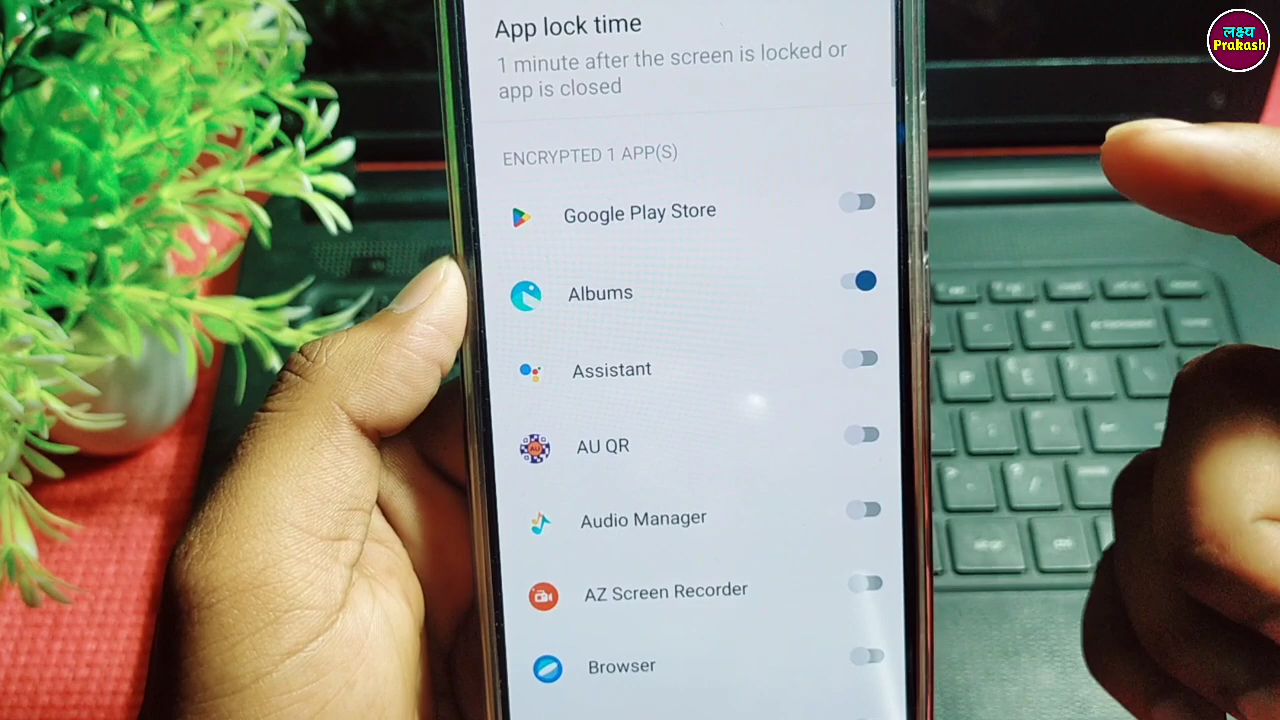 App lock time
1 minute after the screen is locked or
app is closed
ENCRYPTED 1 APP(S)
Google Play Store
Albums
Assistant
AU QR
Audio Manager
AZ Screen Recorder
Browser
लक्ष्य
Prakash